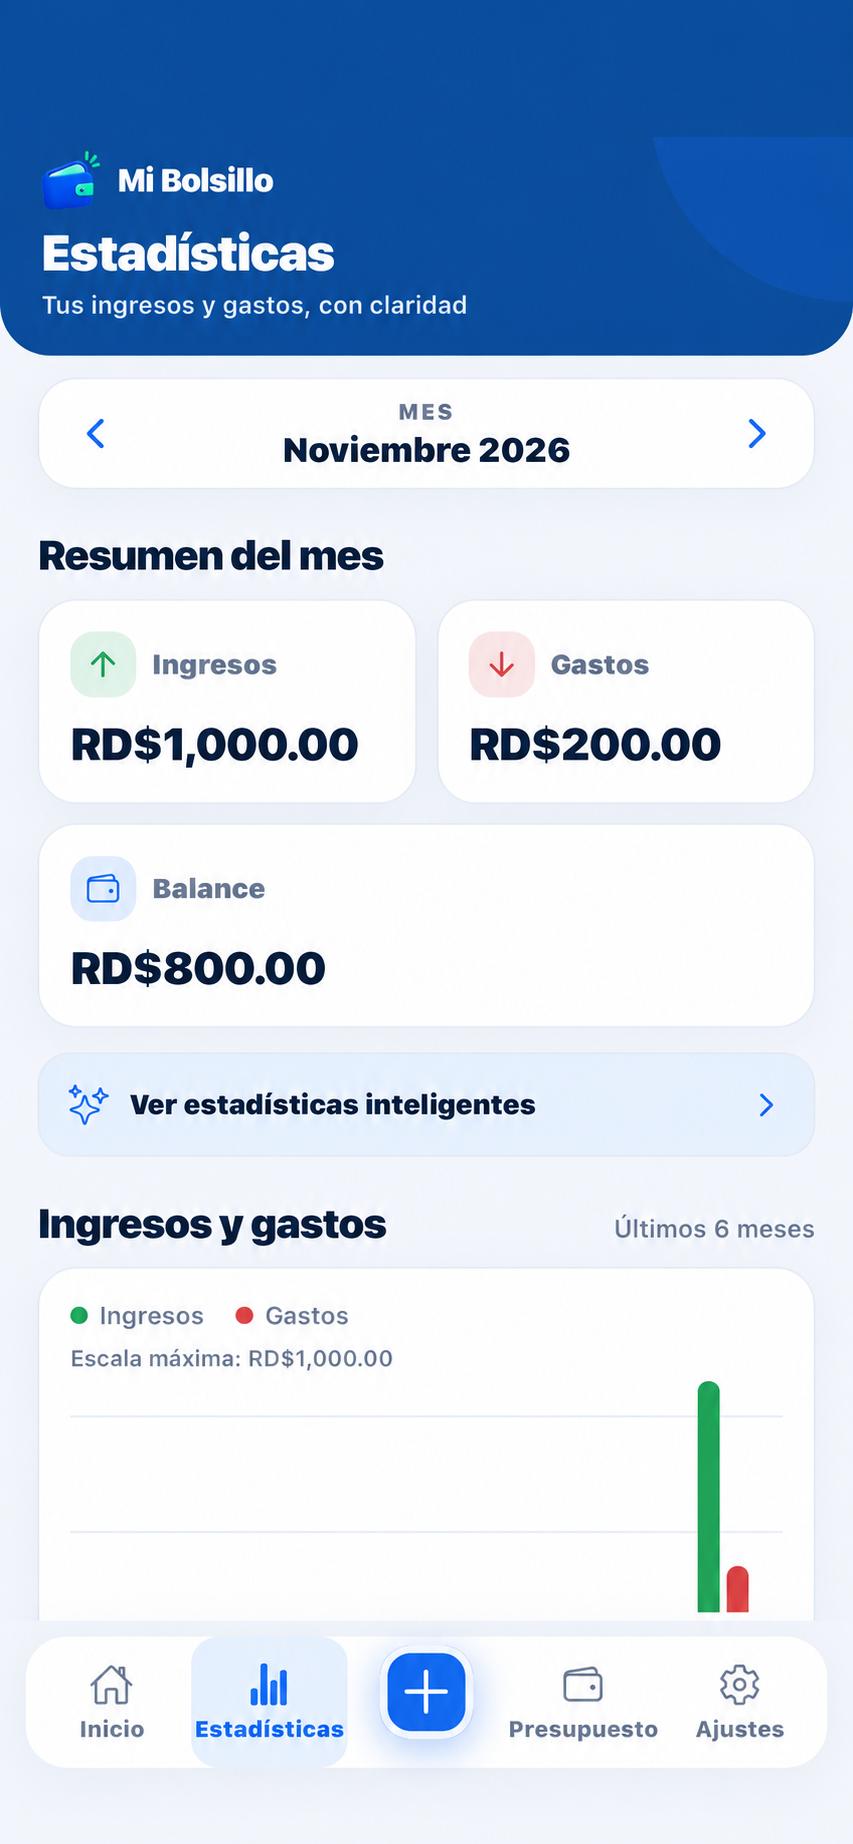 Mi Bolsillo
Estadísticas
Tus ingresos y gastos, con claridad
MES
Noviembre 2026
Resumen del mes
Ingresos
RD$1,000.00
Gastos
RD$200.00
Balance
RD$800.00
Ver estadísticas inteligentes
Ingresos y gastos
Últimos 6 meses
Ingresos
Gastos
Escala máxima: RD$1,000.00
Inicio
Estadísticas
Presupuesto
Ajustes